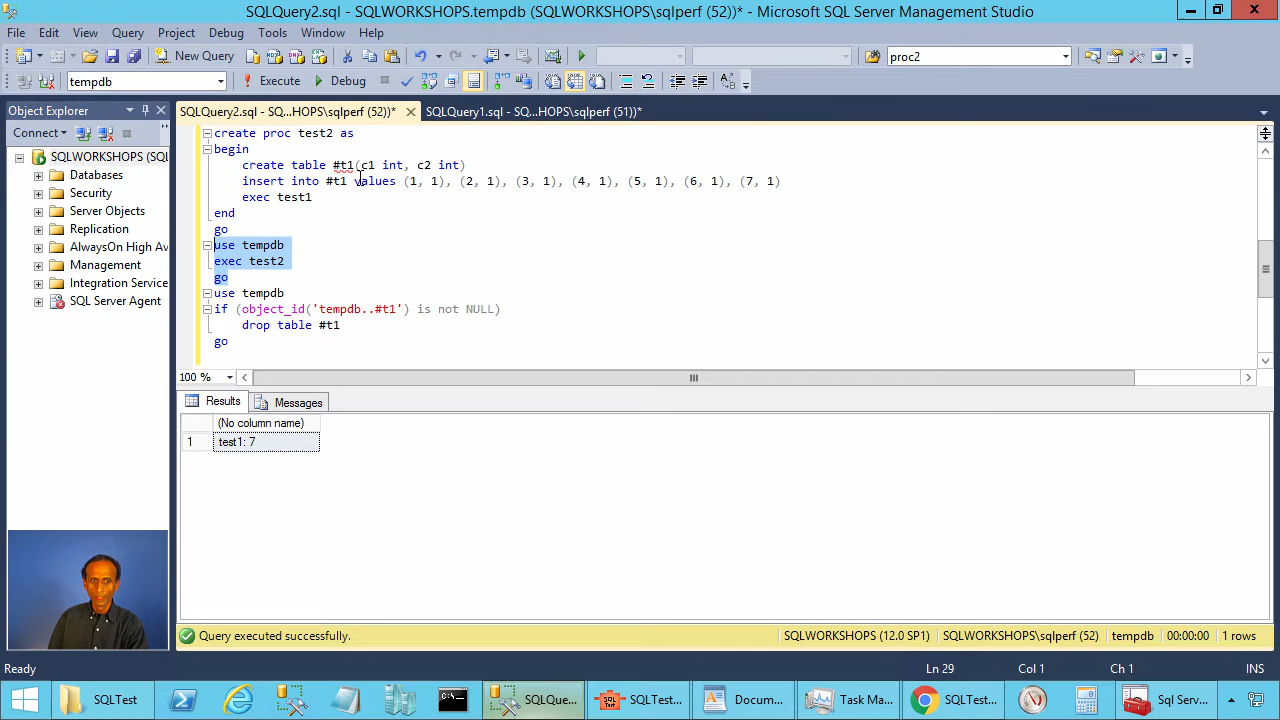 SQLQuery2.sql - SQLWORKSHOPS.tempdb (SQLWORKSHOPS\sqlperf (52))* - Microsoft SQL Server Management Studio
File Edit View Query Project Debug Tools Window Help
New Query proc2
tempdb Execute Debug
Object Explorer SQLQuery2.sql - SQ...HOPS\sqlperf (52))* SQLQuery1.sql - SQ...HOPS\sqlperf (51))*
Connect
SQLWORKSHOPS (SQL
Databases
Security
Server Objects
Replication
AlwaysOn High Av
Management
Integration Service
SQL Server Agent
create proc test2 as
begin
create table #t1(c1 int, c2 int)
insert into #t1 values (1, 1), (2, 1), (3, 1), (4, 1), (5, 1), (6, 1), (7, 1)
exec test1
end
go
use tempdb
exec test2
go
use tempdb
if (object_id('tempdb..#t1') is not NULL)
drop table #t1
go
100 %
Results Messages
(No column name)
1 test1: 7
Query executed successfully. SQLWORKSHOPS (12.0 SP1) SQLWORKSHOPS\sqlperf (52) tempdb 00:00:00 1 rows
Ready Ln 29 Col 1 Ch 1 INS
SQLTest SQLQue... SQLTest... Docum... Task Ma... SQLTest... Sql Serv...